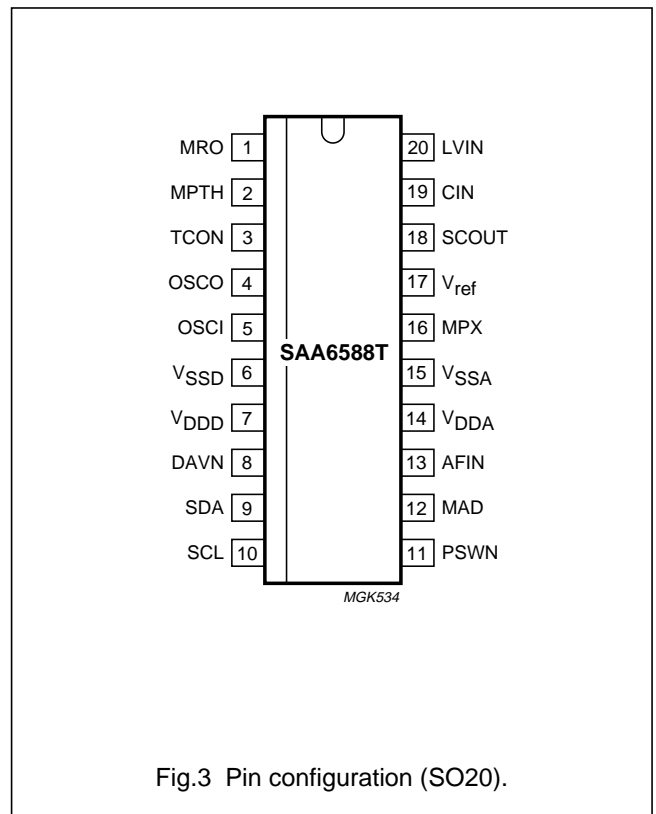 MRO 1 20 LVIN
MPTH 2 19 CIN
TCON 3 18 SCOUT
OSCO 4 17 Vref
OSCI 5 16 MPX
SAA6588T
VSSD 6 15 VSSA
VDDD 7 14 VDDA
DAVN 8 13 AFIN
SDA 9 12 MAD
SCL 10 11 PSWN
MGK534
Fig.3 Pin configuration (SO20).